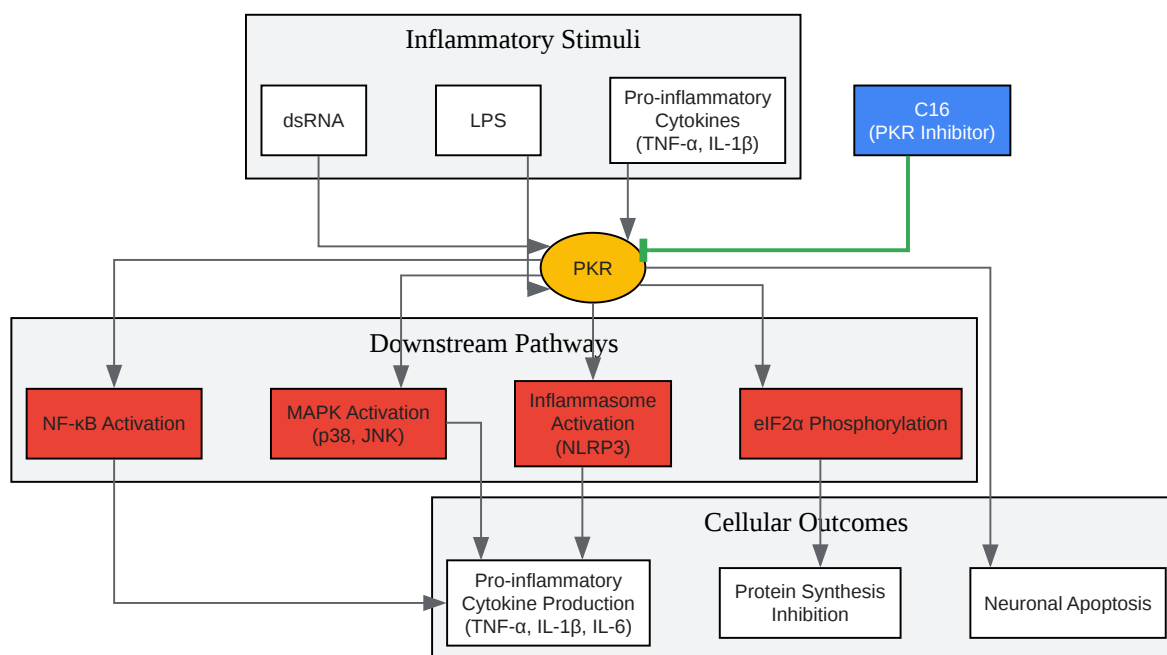 Inflammatory Stimuli
dsRNA
LPS
Pro-inflammatory
Cytokines
(TNF-α, IL-1β)
C16
(PKR Inhibitor)
PKR
Downstream Pathways
NF-κB Activation
MAPK Activation
(p38, JNK)
Inflammasome
Activation
(NLRP3)
eIF2α Phosphorylation
Cellular Outcomes
Pro-inflammatory
Cytokine Production
(TNF-α, IL-1β, IL-6)
Protein Synthesis
Inhibition
Neuronal Apoptosis